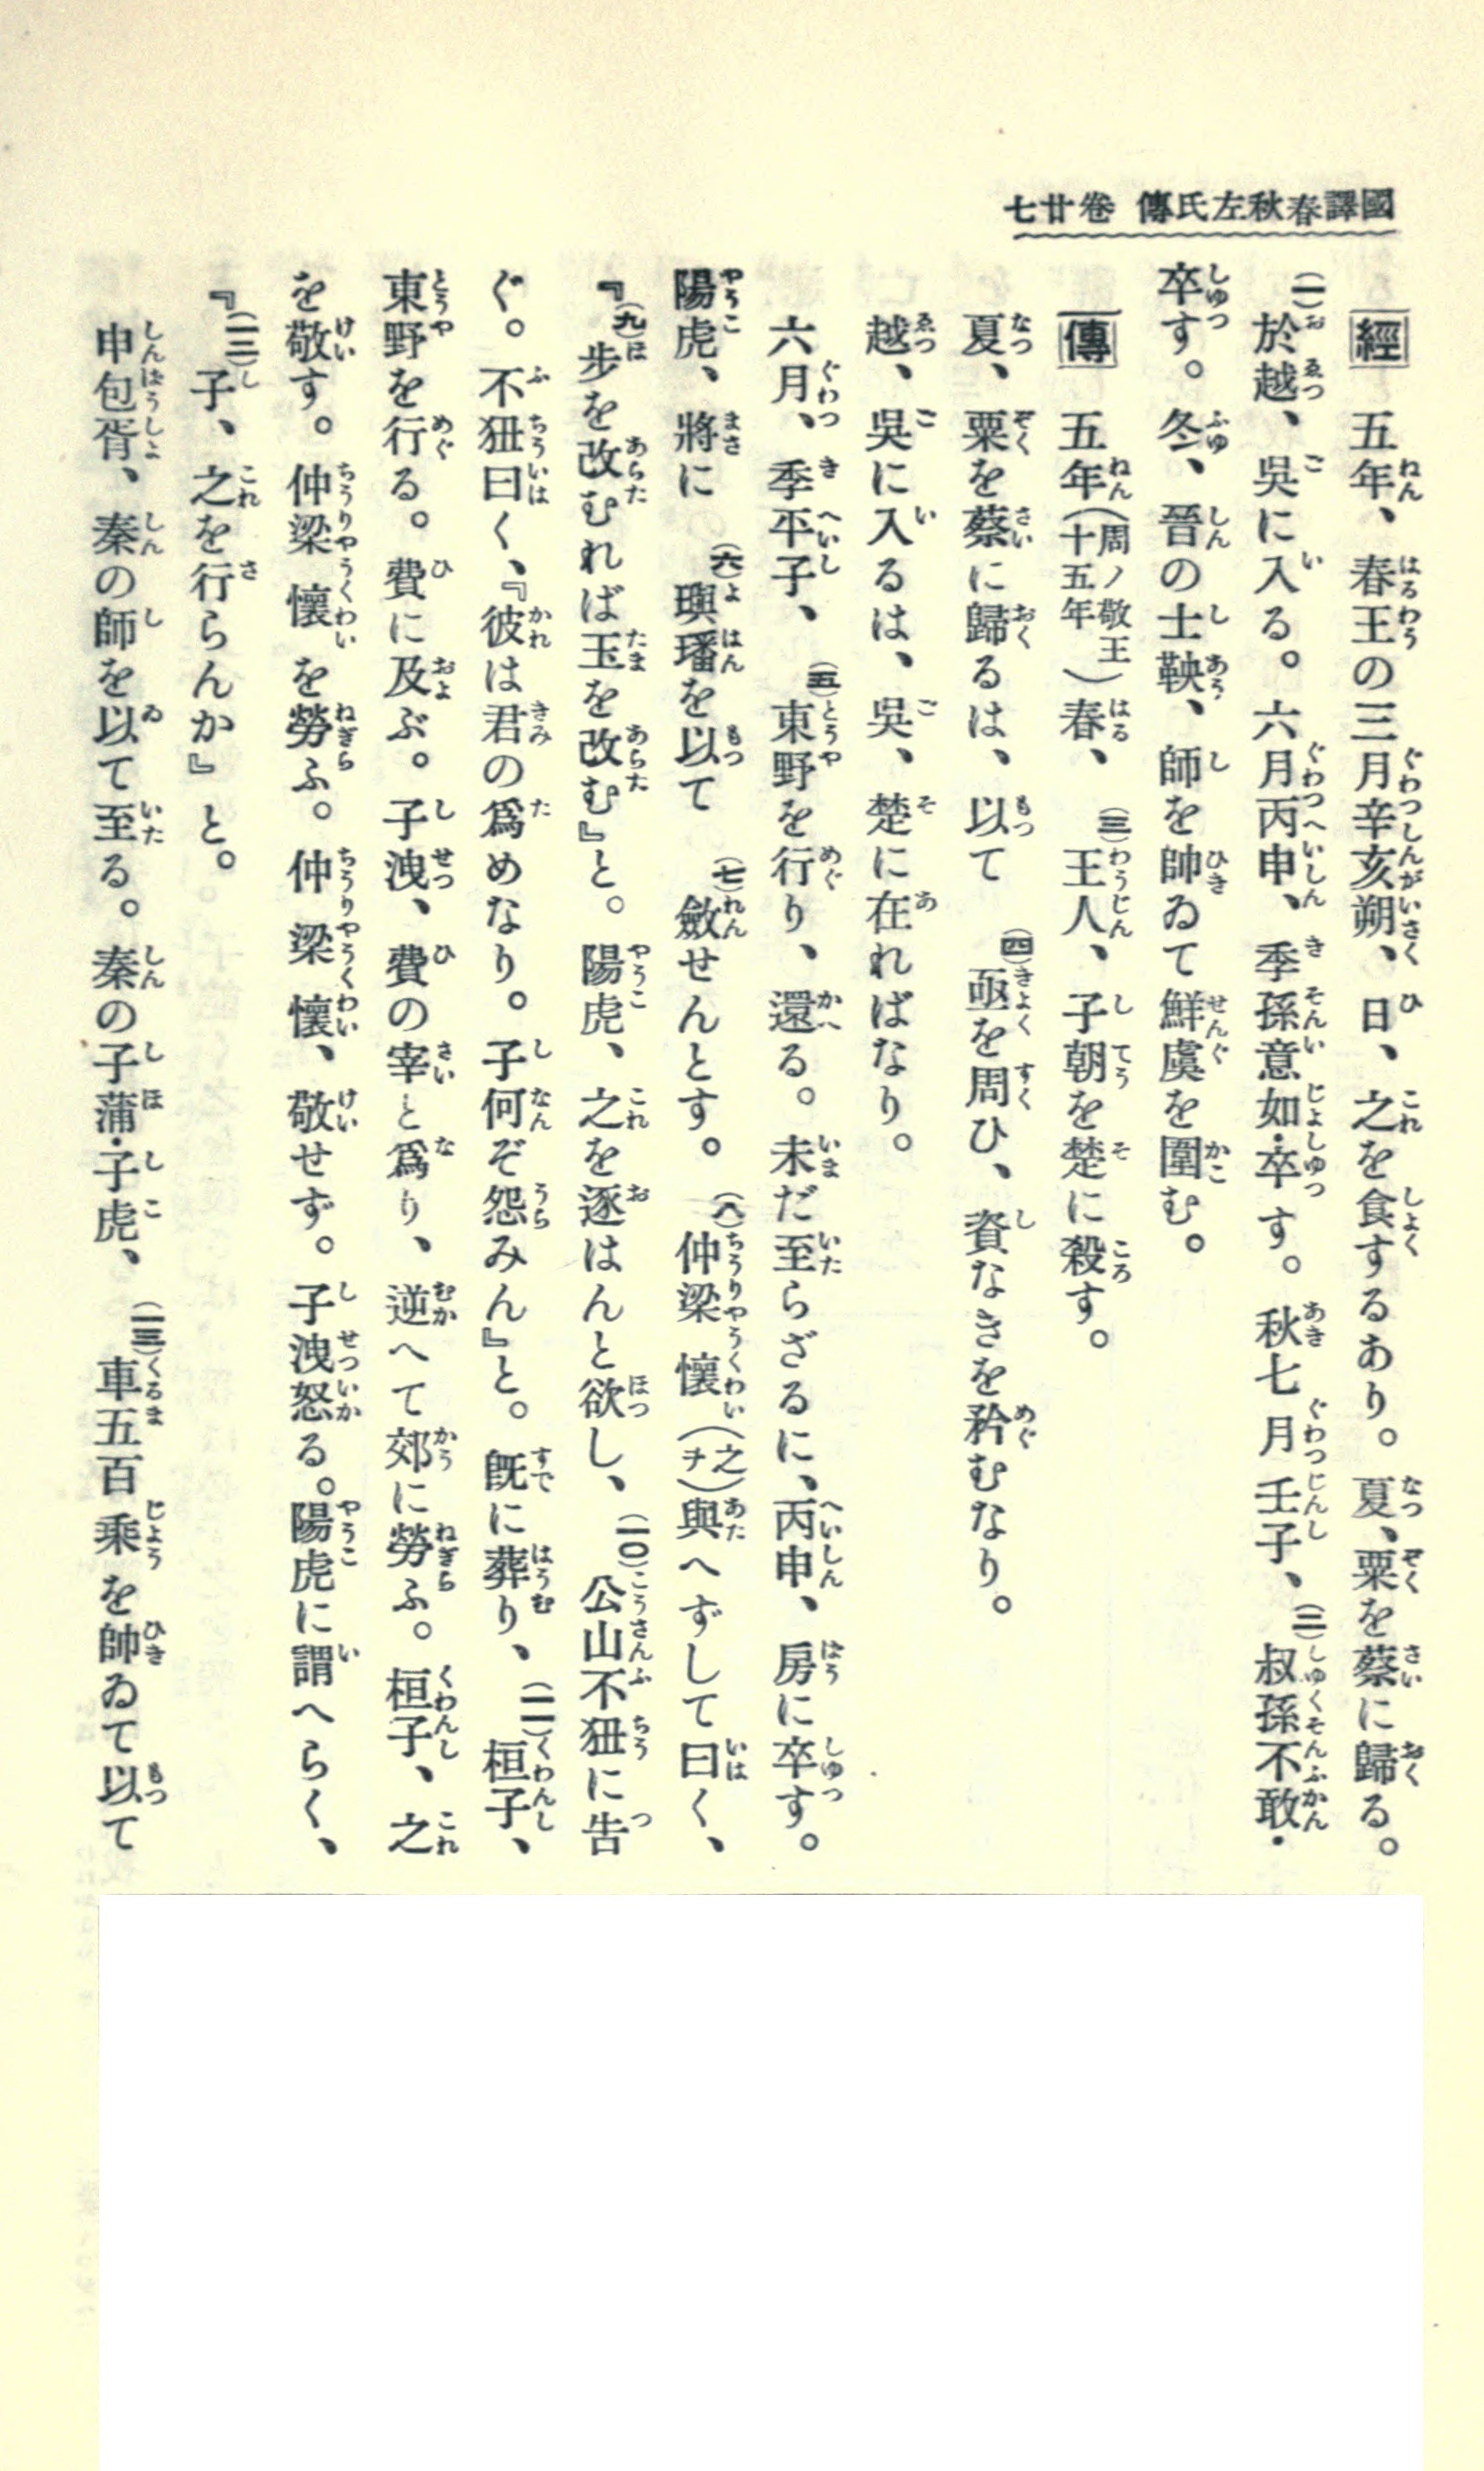 國譯春秋左氏傳 卷廿七
經 五年、春王の三月辛亥朔、日、之を食するあり。夏、粟を蔡に歸る。
(一)於越、吳に入る。六月丙申、季孫意如・卒す。秋七月壬子、(二)叔孫不敢・
卒す。冬、晉の士鞅、師を帥ゐて鮮虞を圍む。
傳 五年(周ノ敬王十五年)春、(三)王人、子朝を楚に殺す。
夏、粟を蔡に歸るは、以て(四)亟を周ひ、資なきを矜むなり。
越、吳に入るは、吳、楚に在ればなり。
六月、季平子、(五)東野を行り、還る。未だ至らざるに、丙申、房に卒す。
陽虎、將に(六)璵璠を以て(七)斂せんとす。(八)仲梁懷(之ヲ)與へずして曰く、
『(九)步を改むれば玉を改む』と。陽虎、之を逐はんと欲し、(一〇)公山不狃に告
ぐ。不狃曰く、『彼は君の爲めなり。子何ぞ怨みん』と。旣に葬り、(一一)桓子、
東野を行る。費に及ぶ。子洩、費の宰と爲り、逆へて郊に勞ふ。桓子、之
を敬す。仲梁懷を勞ふ。仲梁懷、敬せず。子洩怒る。陽虎に謂へらく、
『(一二)子、之を行らんか』と。
申包胥、秦の師を以て至る。秦の子蒲・子虎、(一三)車五百乘を帥ゐて以て